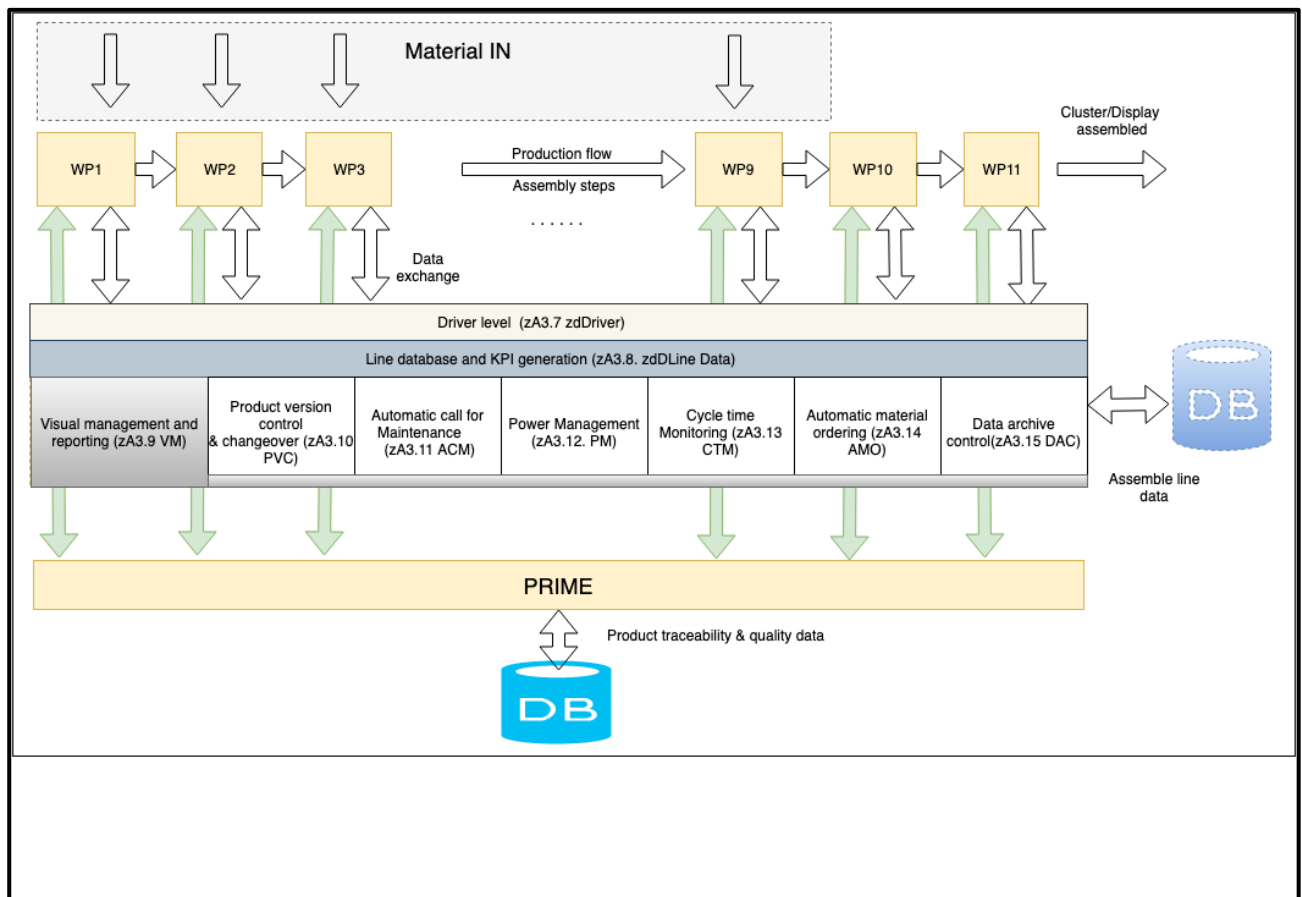 Material IN
Cluster/Display
assembled
WP1
WP2
WP3
Production flow
Assembly steps
. . . . . .
WP9
WP10
WP11
Data
exchange
Driver level  (zA3.7 zdDriver)
Line database and KPI generation (zA3.8. zdDLine Data)
Visual management and
reporting (zA3.9 VM)
Product version
control
& changeover (zA3.10
PVC)
Automatic call for
Maintenance
(zA3.11 ACM)
Power Management
(zA3.12. PM)
Cycle time
Monitoring (zA3.13
CTM)
Automatic material
ordering (zA3.14
AMO)
Data archive
control(zA3.15 DAC)
DB
Assemble line
data
PRIME
Product traceability & quality data
DB